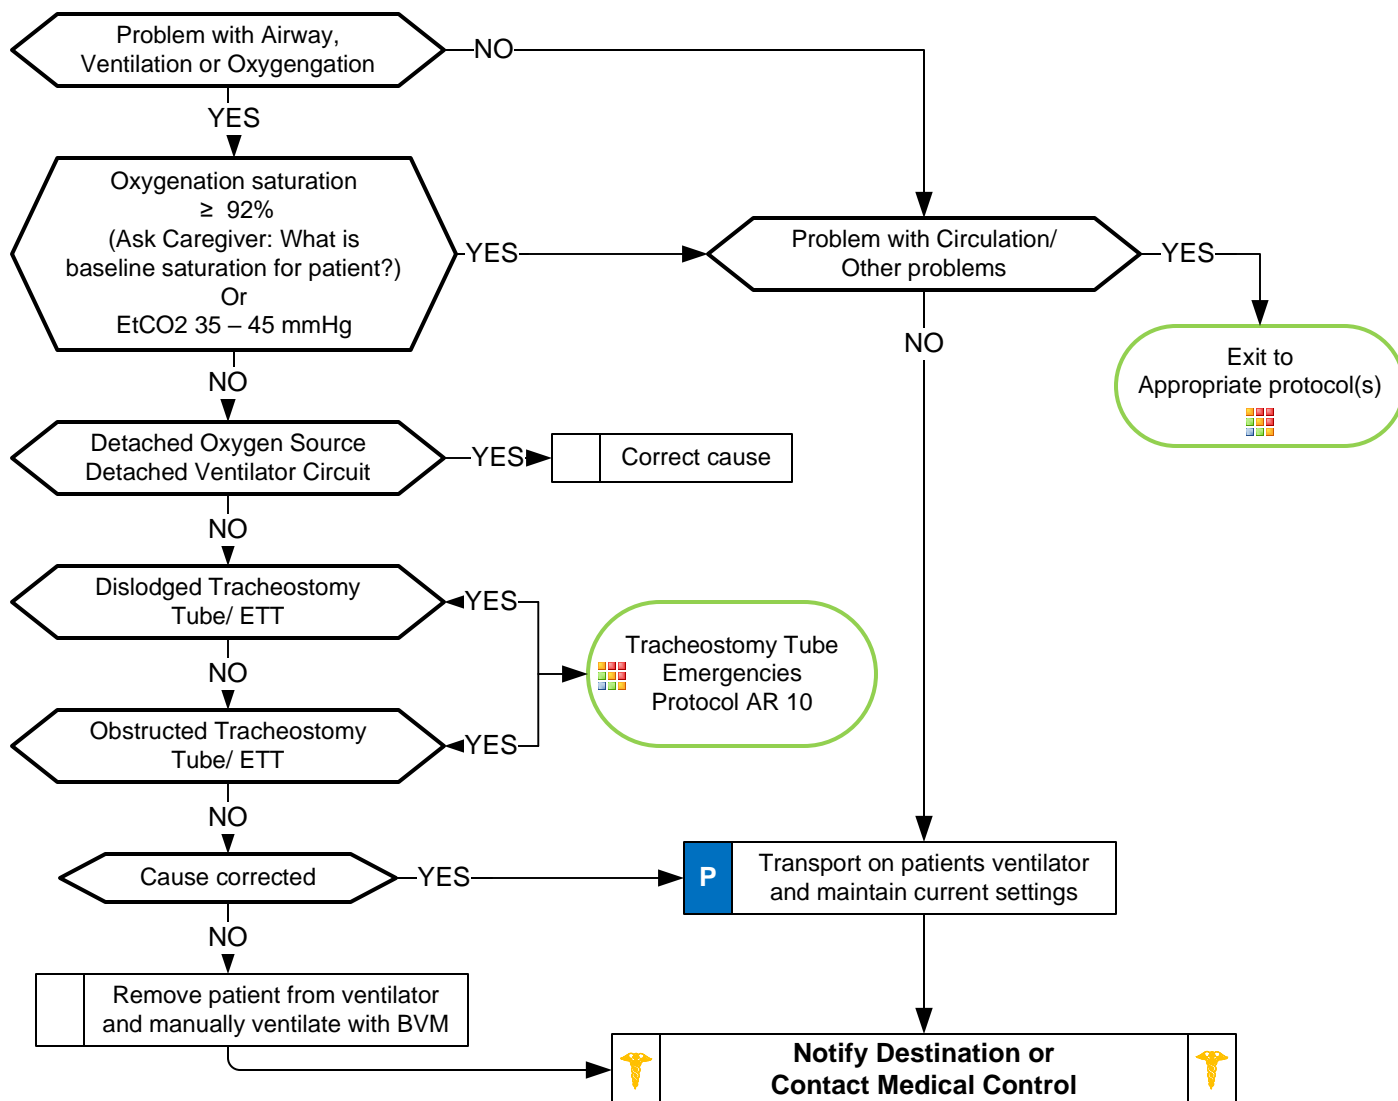 Problem with Airway,
Ventilation or Oxygengation
NO
YES
Oxygenation saturation
≥ 92%
(Ask Caregiver: What is
baseline saturation for patient?)
Or
EtCO2 35 – 45 mmHg
YES
Problem with Circulation/
Other problems
YES
NO
Exit to
Appropriate protocol(s)
NO
Detached Oxygen Source
Detached Ventilator Circuit
YES
Correct cause
NO
Dislodged Tracheostomy
Tube/ ETT
YES
Tracheostomy Tube
Emergencies
Protocol AR 10
NO
Obstructed Tracheostomy
Tube/ ETT
YES
NO
Cause corrected
YES
P
Transport on patients ventilator
and maintain current settings
NO
Remove patient from ventilator
and manually ventilate with BVM
Notify Destination or
Contact Medical Control